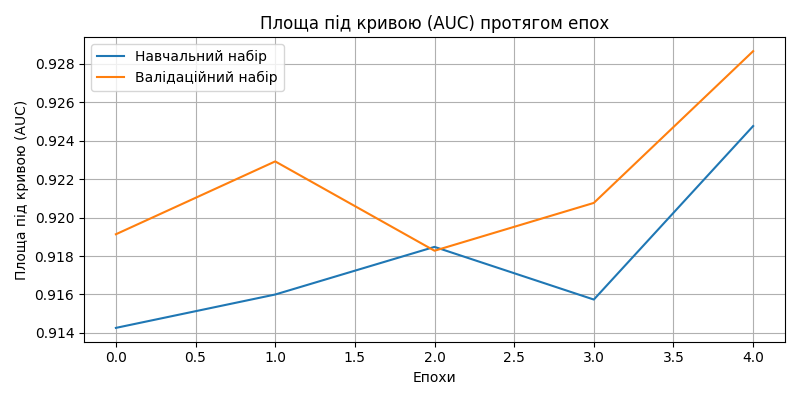 Площа під кривою (AUC) протягом епох
Навчальний набір
Валідаційний набір
Площа під кривою (AUC)
0.928
0.926
0.924
0.922
0.920
0.918
0.916
0.914
0.0 0.5 1.0 1.5 2.0 2.5 3.0 3.5 4.0
Епохи